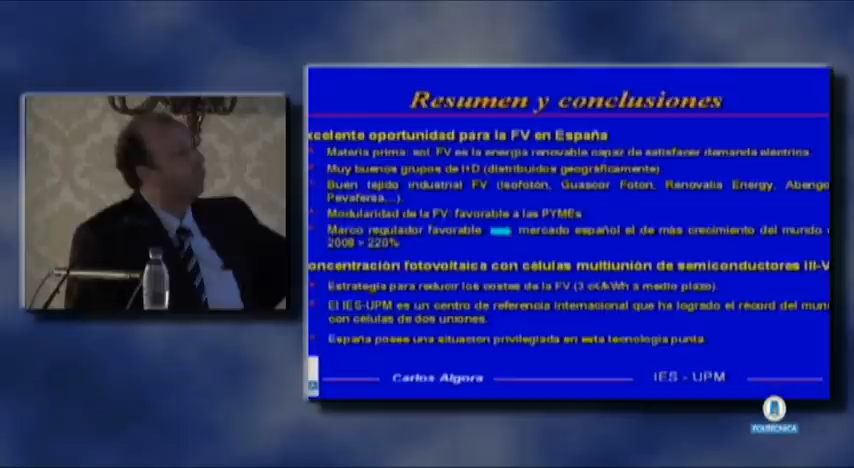 Resumen y conclusiones
xcelente oportunidad para la FV en España
Materia prima: sol. FV es la energía renovable capaz de satisfacer demanda eléctrica.
Muy buenos grupos de I+D (distribuidos geográficamente)
Buen tejido industrial FV (Isofotón, Guascor Foton, Renovalia Energy, Abengo
Pevafersa,...).
Modularidad de la FV: favorable a las PYMEs
Marco regulador favorable mercado español el de más crecimiento del mundo
2008 > 220%
oncentración fotovoltaica con células multiunión de semiconductores III-V
Estrategia para reducir los costes de la FV (3 c€/kWh a medio plazo).
El IES-UPM es un centro de referencia internacional que ha logrado el récord del mun
con células de dos uniones.
España posee una situación privilegiada en esta tecnología punta
Carlos Algora
IES - UPM
POLITÉCNICA